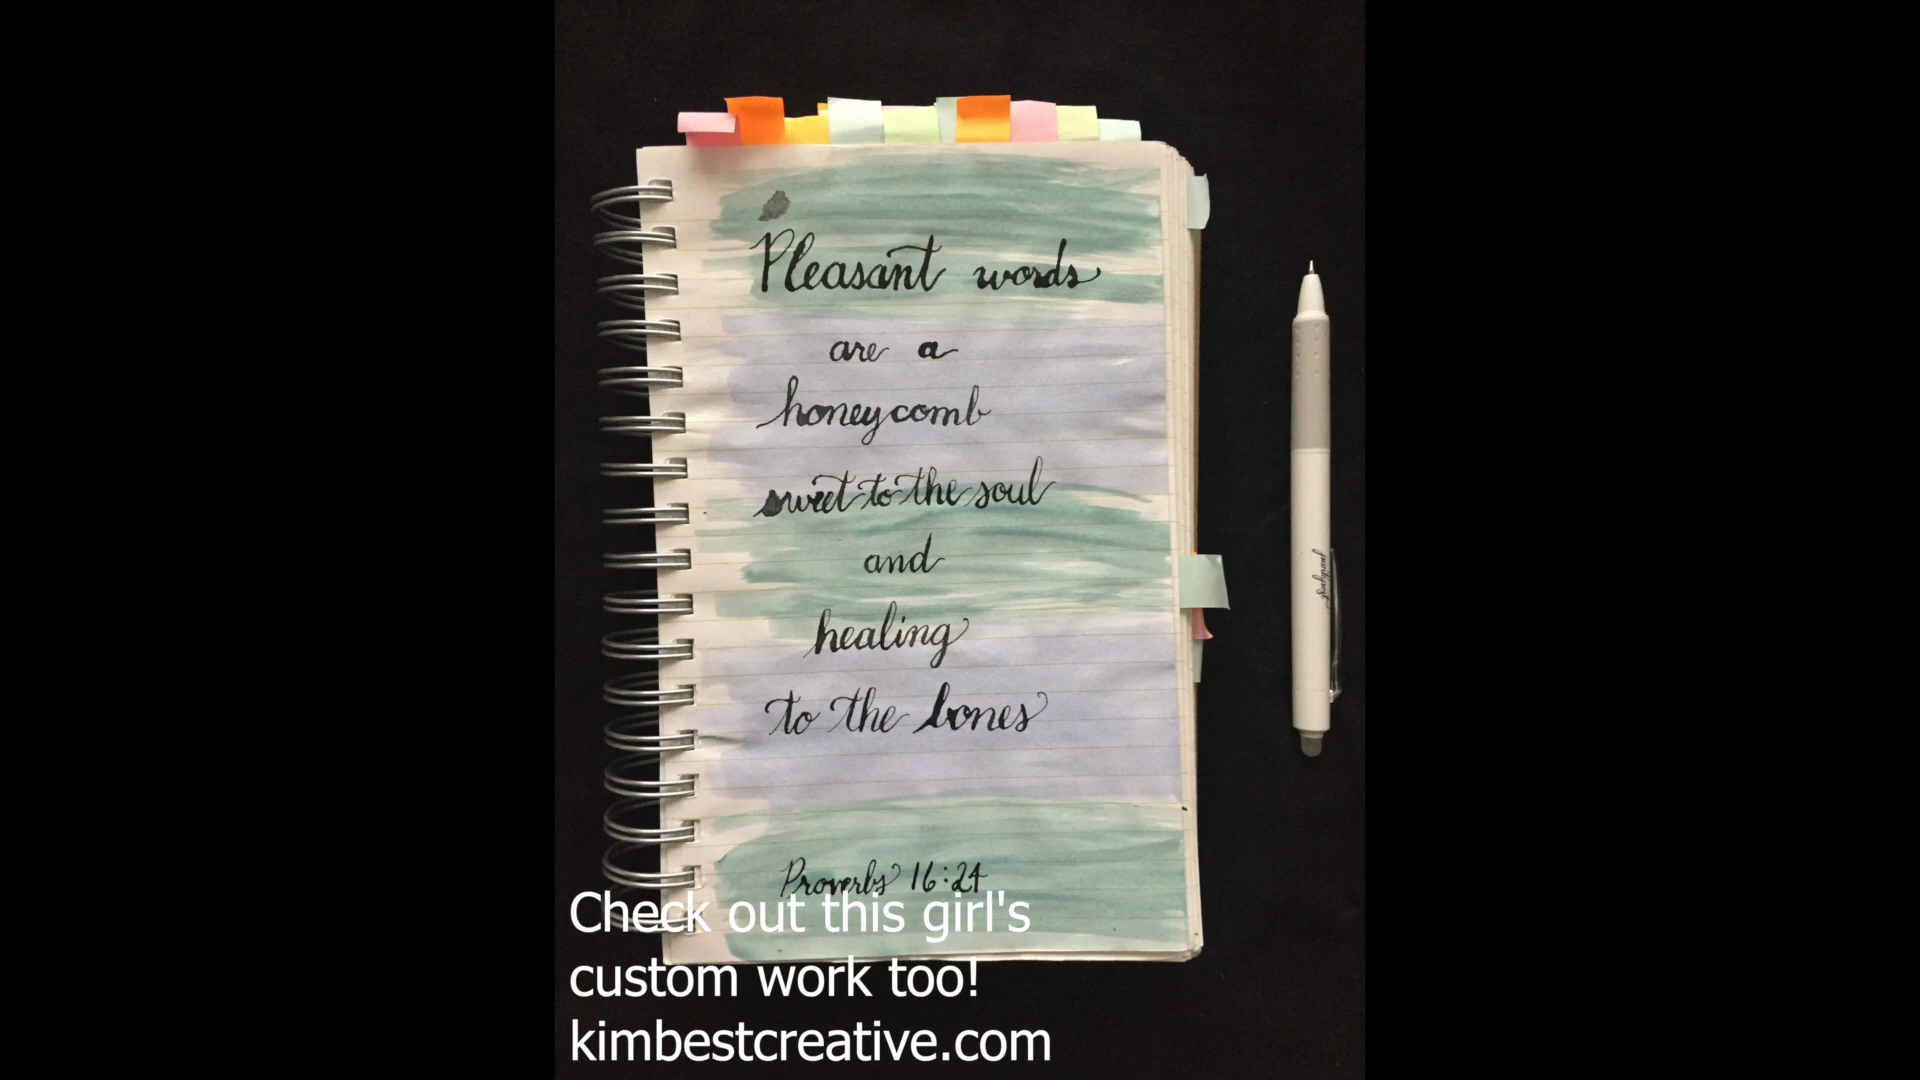 Pleasant words
are a
honeycomb
sweet to the soul
and
healing
to the bones
Proverbs 16:24
Check out this girl's
custom work too!
kimbestcreative.com